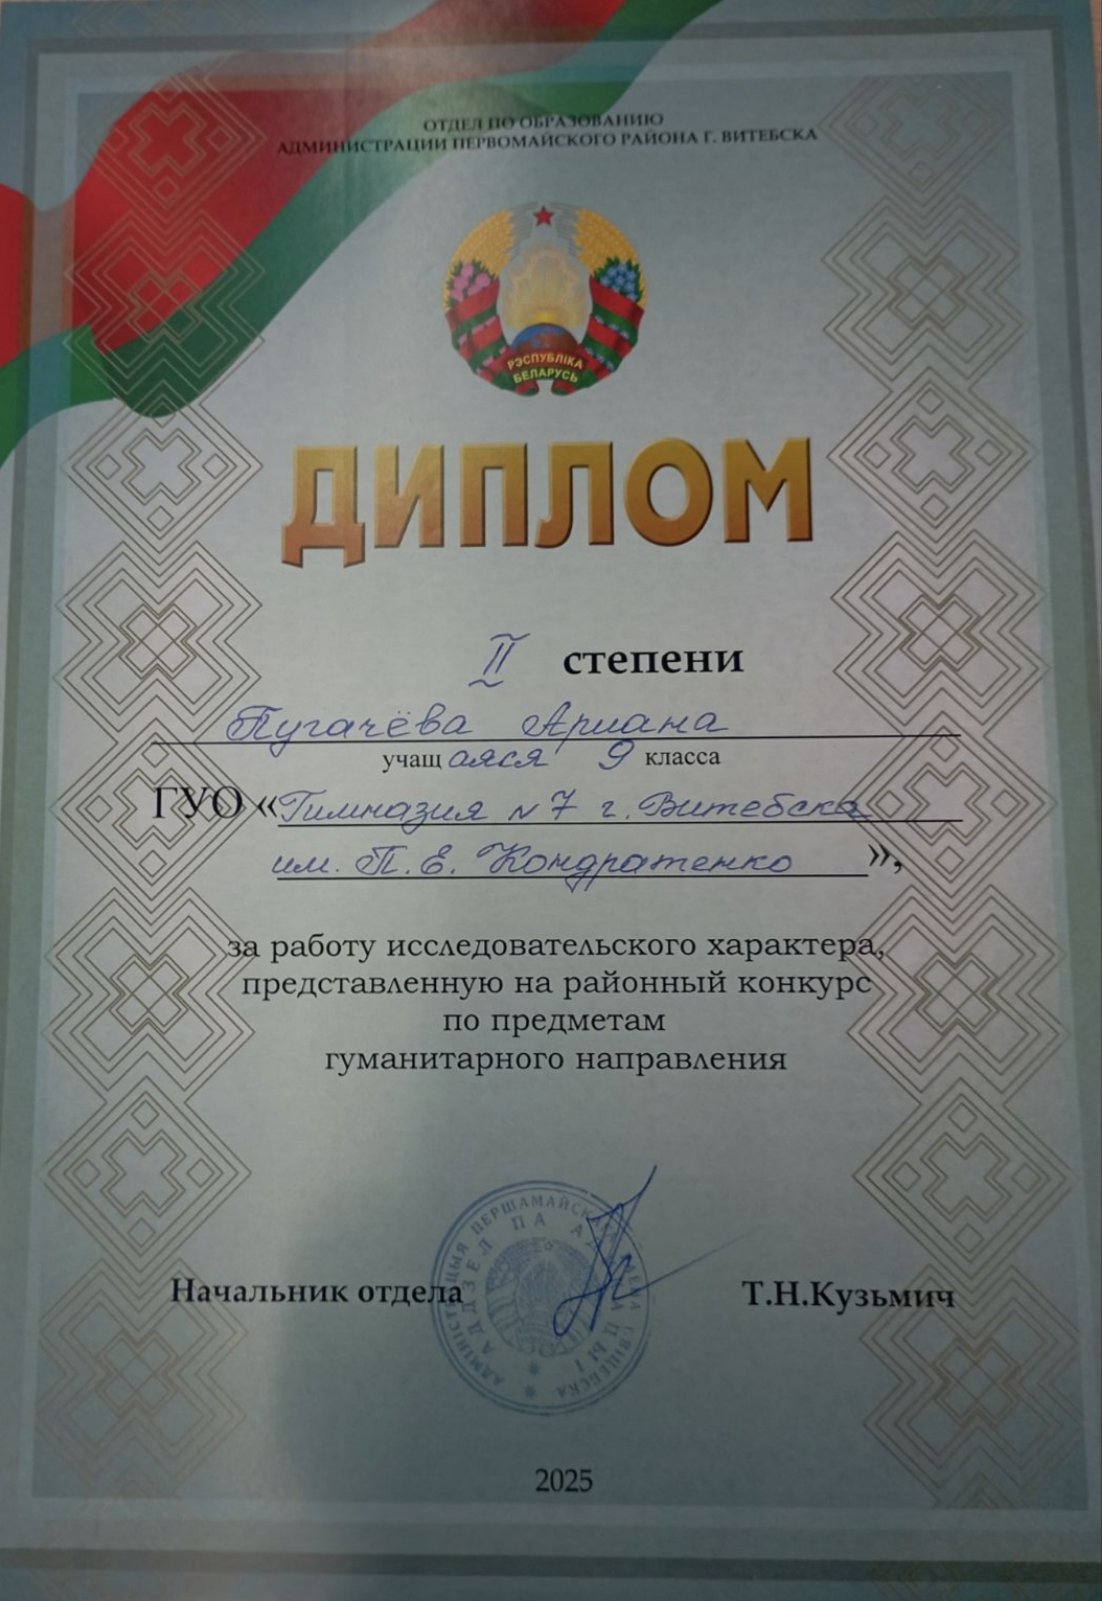 ОТДЕЛ ПО ОБРАЗОВАНИЮ
АДМИНИСТРАЦИИ ПЕРВОМАЙСКОГО РАЙОНА Г. ВИТЕБСКА
РЭСПУБЛІКА
БЕЛАРУСЬ
ДИПЛОМ
II степени
Пугачёва Ариана
учащаяся 9 класса
ГУО «Гимназия №7 г. Витебска
им. П.Е. Кондратенко»,
за работу исследовательского характера,
представленную на районный конкурс
по предметам
гуманитарного направления
Начальник отдела Т.Н.Кузьмич
2025